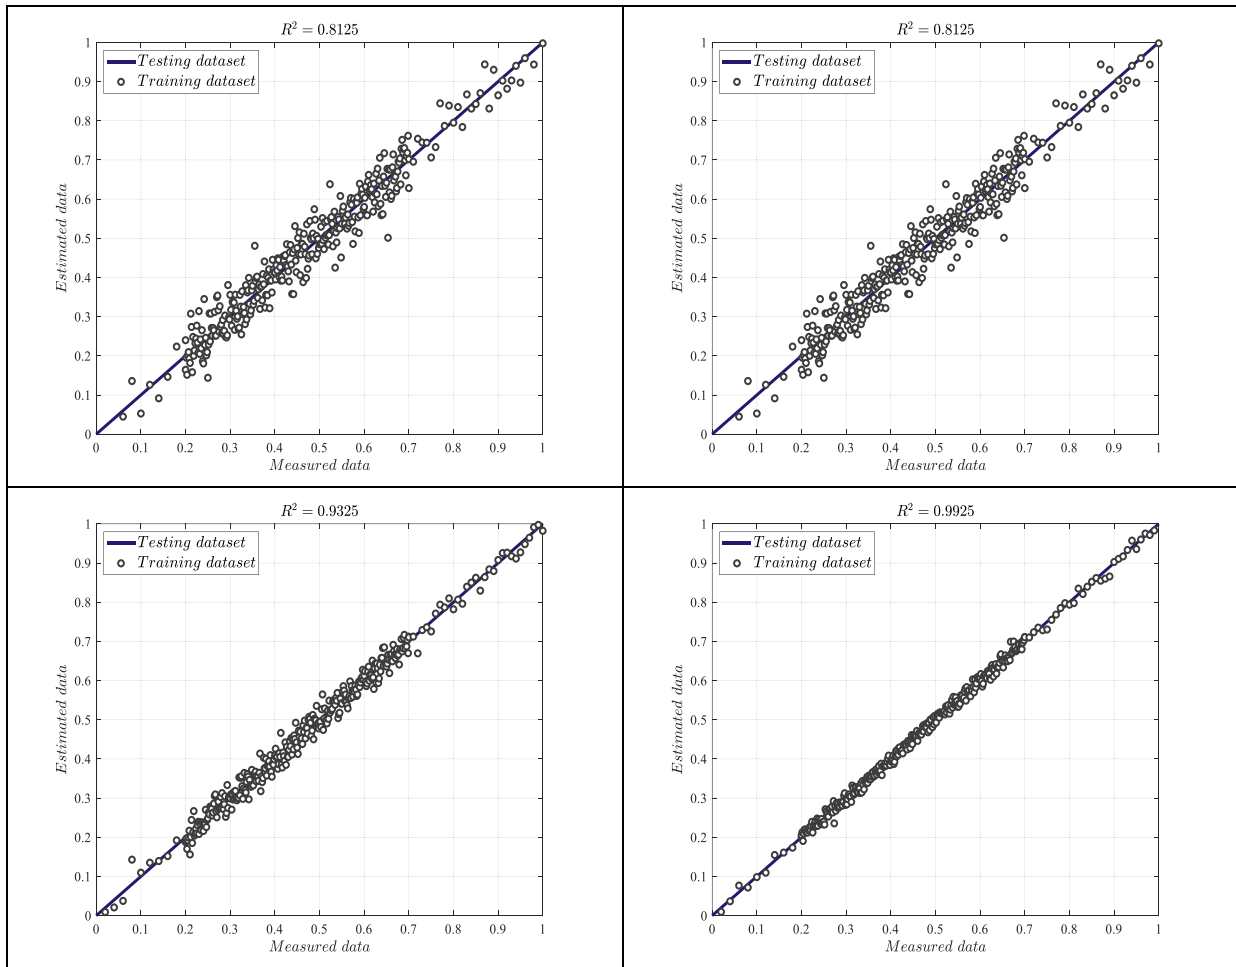 R² = 0.8125
1
0.9
0.8
0.7
0.6
0.5
0.4
0.3
0.2
0.1
0
Testing dataset
Training dataset
Estimated data
0 0.1 0.2 0.3 0.4 0.5 0.6 0.7 0.8 0.9 1
Measured data
R² = 0.8125
1
0.9
0.8
0.7
0.6
0.5
0.4
0.3
0.2
0.1
0
Testing dataset
Training dataset
Estimated data
0 0.1 0.2 0.3 0.4 0.5 0.6 0.7 0.8 0.9 1
Measured data
R² = 0.9325
1
0.9
0.8
0.7
0.6
0.5
0.4
0.3
0.2
0.1
0
Testing dataset
Training dataset
Estimated data
0 0.1 0.2 0.3 0.4 0.5 0.6 0.7 0.8 0.9 1
Measured data
R² = 0.9925
1
0.9
0.8
0.7
0.6
0.5
0.4
0.3
0.2
0.1
0
Testing dataset
Training dataset
Estimated data
0 0.1 0.2 0.3 0.4 0.5 0.6 0.7 0.8 0.9 1
Measured data